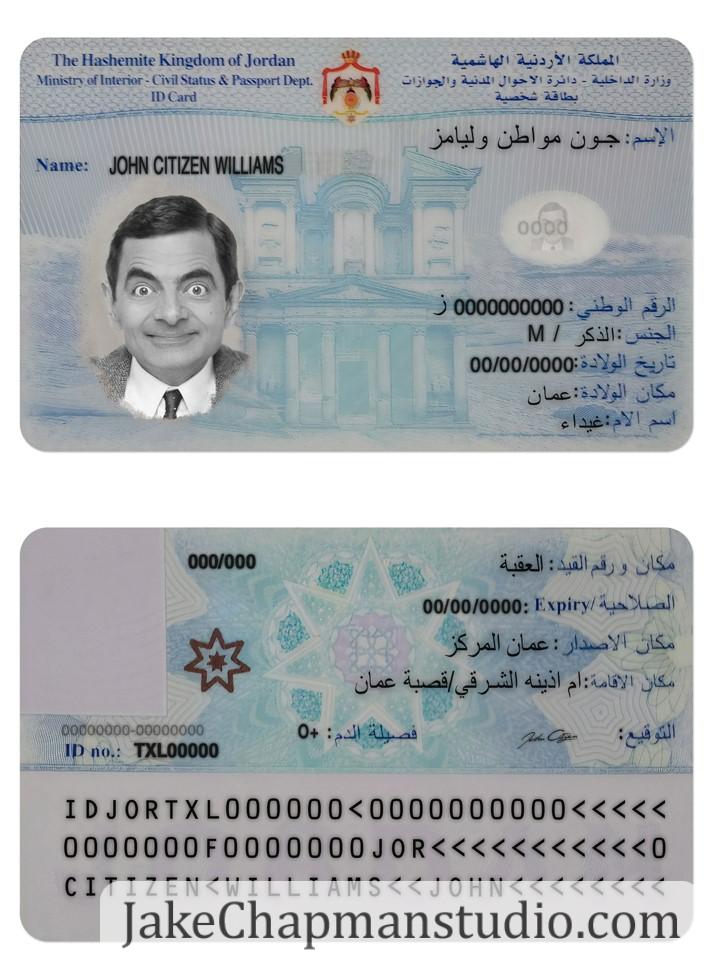 The Hashemite Kingdom of Jordan
Ministry of Interior - Civil Status & Passport Dept.
ID Card
المملكة الأردنية الهاشمية
وزارة الداخلية - دائرة الاحوال المدنية والجوازات
بطاقة شخصية
الإسم: جون مواطن وليامز
Name: JOHN CITIZEN WILLIAMS
0000
الرقم الوطني: 0000000000 ز
الجنس: الذكر / M
تاريخ الولادة: 00/00/0000
مكان الولادة: عمان
اسم الام: غيداء
مكان و رقم القيد: العقبة 000/000
الصلاحية/Expiry: 00/00/0000
مكان الاصدار: عمان المركز
مكان الاقامة: ام اذينه الشرقي/قصبة عمان
التوقيع: John Citizen
فصيلة الدم: +O
00000000-00000000
ID no.: TXL00000
IDJORTXL000000<0000000000<<<<<
0000000F0000000JOR<<<<<<<<<<<0
CITIZEN<WILLIAMS<<JOHN<<<<<<<<
JakeChapmanstudio.com